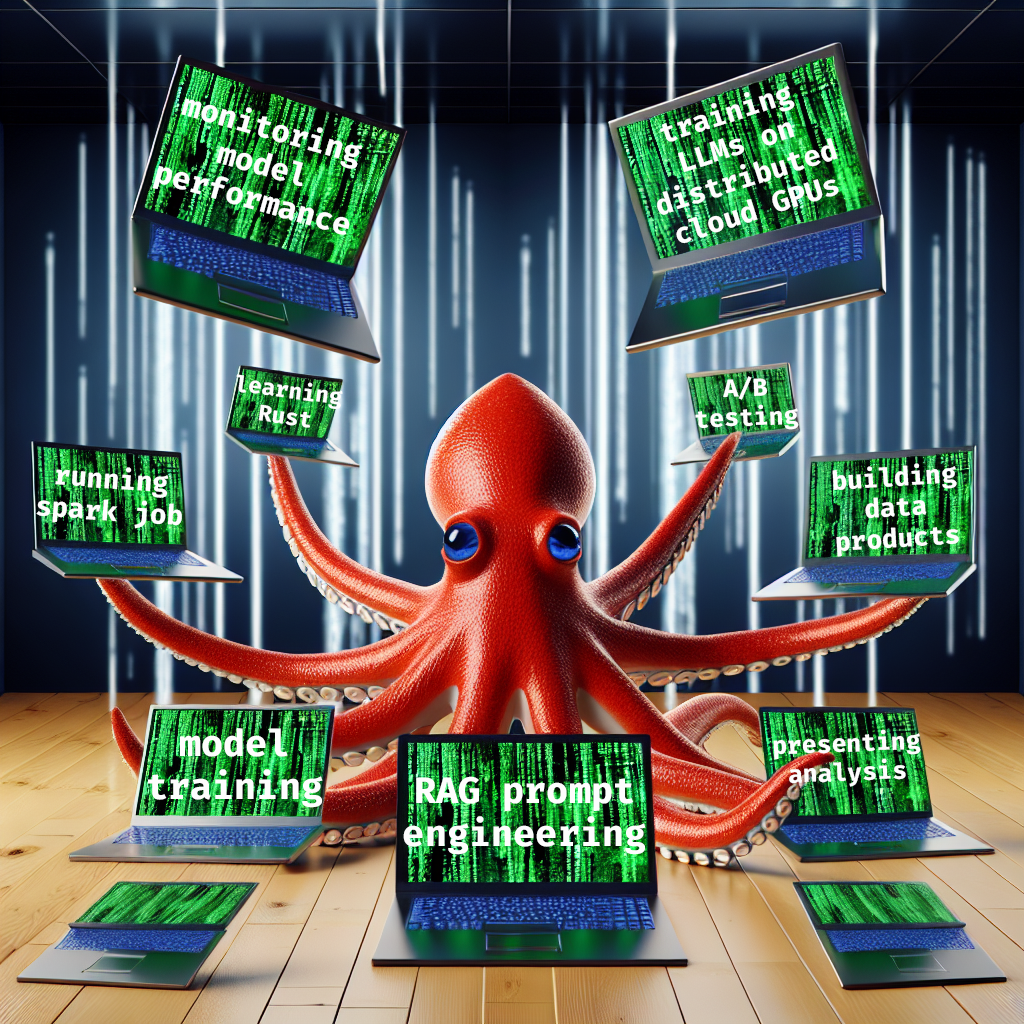 monitoring
model
performance
training
LLMs on
distributed
cloud GPUs
learning
Rust
A/B
testing
running
spark job
building
data
products
model
training
RAG prompt
engineering
presenting
analysis